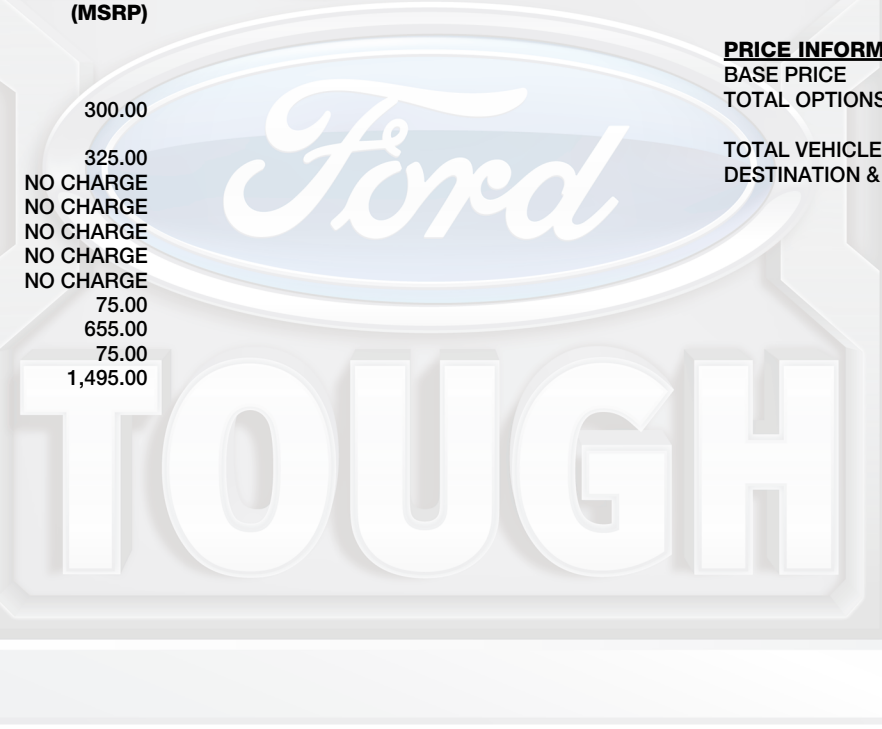 (MSRP)
300.00
325.00
NO CHARGE
NO CHARGE
NO CHARGE
NO CHARGE
NO CHARGE
75.00
655.00
75.00
1,495.00
PRICE INFORM
BASE PRICE
TOTAL OPTIONS
TOTAL VEHICLE
DESTINATION &
Ford
TOUGH